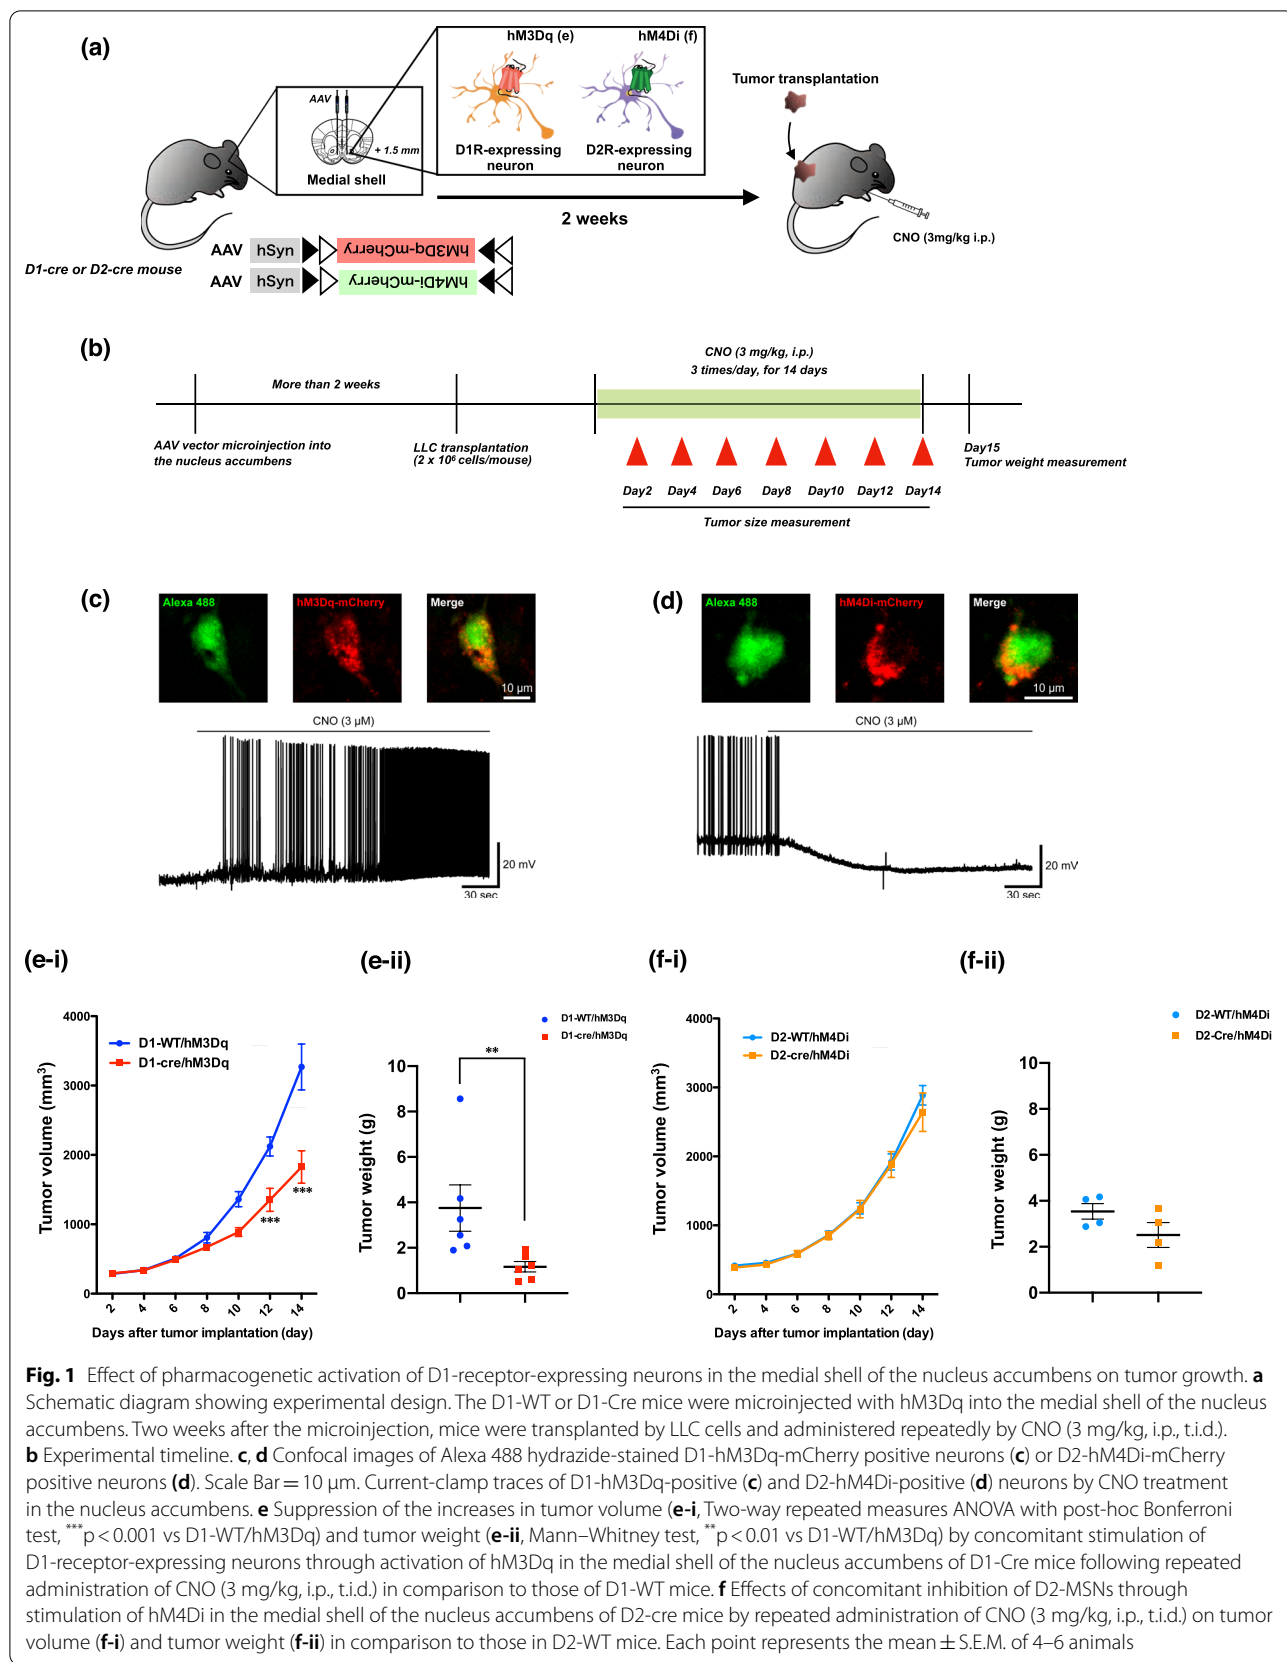 (a)
hM3Dq (e)
hM4Di (f)
AAV
+ 1.5 mm
Medial shell
D1R-expressing
neuron
D2R-expressing
neuron
Tumor transplantation
2 weeks
CNO (3mg/kg i.p.)
D1-cre or D2-cre mouse
AAV hSyn hM3Dq-mCherry
AAV hSyn hM4Di-mCherry
(b)
CNO (3 mg/kg, i.p.)
3 times/day, for 14 days
More than 2 weeks
AAV vector microinjection into
the nucleus accumbens
LLC transplantation
(2 x 10⁶ cells/mouse)
Day15
Tumor weight measurement
Day2 Day4 Day6 Day8 Day10 Day12 Day14
Tumor size measurement
(c)
Alexa 488
hM3Dq-mCherry
Merge
10 µm
CNO (3 µM)
20 mV
30 sec
(d)
Alexa 488
hM4Di-mCherry
Merge
10 µm
CNO (3 µM)
20 mV
30 sec
(e-i)
D1-WT/hM3Dq
D1-cre/hM3Dq
Tumor volume (mm³)
4000
3000
2000
1000
0
***
***
2 4 6 8 10 12 14
Days after tumor implantation (day)
(e-ii)
D1-WT/hM3Dq
D1-cre/hM3Dq
**
Tumor weight (g)
10
8
6
4
2
0
(f-i)
D2-WT/hM4Di
D2-cre/hM4Di
Tumor volume (mm³)
4000
3000
2000
1000
0
2 4 6 8 10 12 14
Days after tumor implantation (day)
(f-ii)
D2-WT/hM4Di
D2-Cre/hM4Di
Tumor weight (g)
10
8
6
4
2
0
Fig. 1 Effect of pharmacogenetic activation of D1-receptor-expressing neurons in the medial shell of the nucleus accumbens on tumor growth. a
Schematic diagram showing experimental design. The D1-WT or D1-Cre mice were microinjected with hM3Dq into the medial shell of the nucleus
accumbens. Two weeks after the microinjection, mice were transplanted by LLC cells and administered repeatedly by CNO (3 mg/kg, i.p., t.i.d.).
b Experimental timeline. c, d Confocal images of Alexa 488 hydrazide-stained D1-hM3Dq-mCherry positive neurons (c) or D2-hM4Di-mCherry
positive neurons (d). Scale Bar = 10 µm. Current-clamp traces of D1-hM3Dq-positive (c) and D2-hM4Di-positive (d) neurons by CNO treatment
in the nucleus accumbens. e Suppression of the increases in tumor volume (e-i, Two-way repeated measures ANOVA with post-hoc Bonferroni
test, ***p < 0.001 vs D1-WT/hM3Dq) and tumor weight (e-ii, Mann–Whitney test, **p < 0.01 vs D1-WT/hM3Dq) by concomitant stimulation of
D1-receptor-expressing neurons through activation of hM3Dq in the medial shell of the nucleus accumbens of D1-Cre mice following repeated
administration of CNO (3 mg/kg, i.p., t.i.d.) in comparison to those of D1-WT mice. f Effects of concomitant inhibition of D2-MSNs through
stimulation of hM4Di in the medial shell of the nucleus accumbens of D2-cre mice by repeated administration of CNO (3 mg/kg, i.p., t.i.d.) on tumor
volume (f-i) and tumor weight (f-ii) in comparison to those in D2-WT mice. Each point represents the mean ± S.E.M. of 4–6 animals